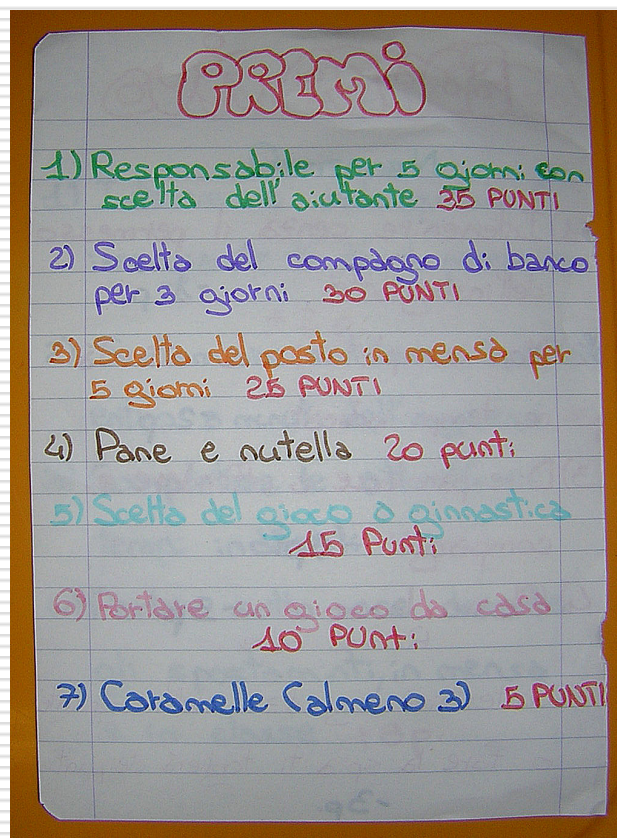 PREMi
1) Responsabile per 5 giorni con
scelta dell'aiutante 35 PUNTI
2) Scelta del compagno di banco
per 3 giorni 30 PUNTI
3) Scelta del posto in mensa per
5 giorni 25 PUNTI
4) Pane e nutella 20 punti
5) Scelta del gioco a ginnastica
15 Punti
6) Portare un gioco da casa
10 PUnti
7) Caramelle (almeno 3) 5 PUNTI